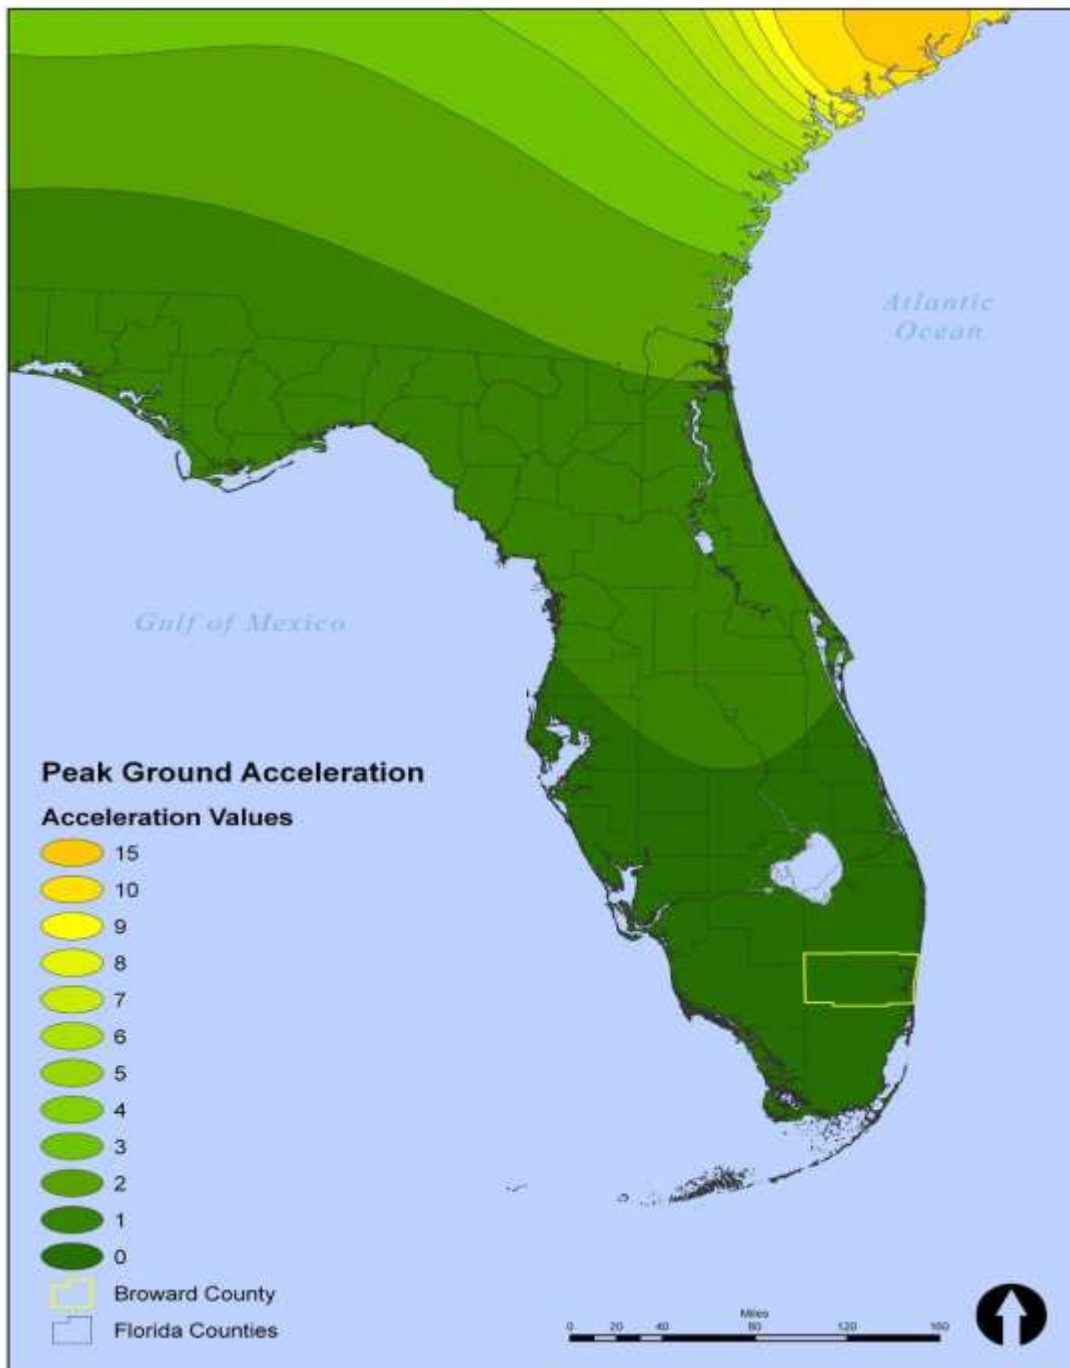 Atlantic
Ocean
Gulf of Mexico
Peak Ground Acceleration
Acceleration Values
15
10
9
8
7
6
5
4
3
2
1
0
Broward County
Florida Counties
Miles
0 20 40 80 120 160